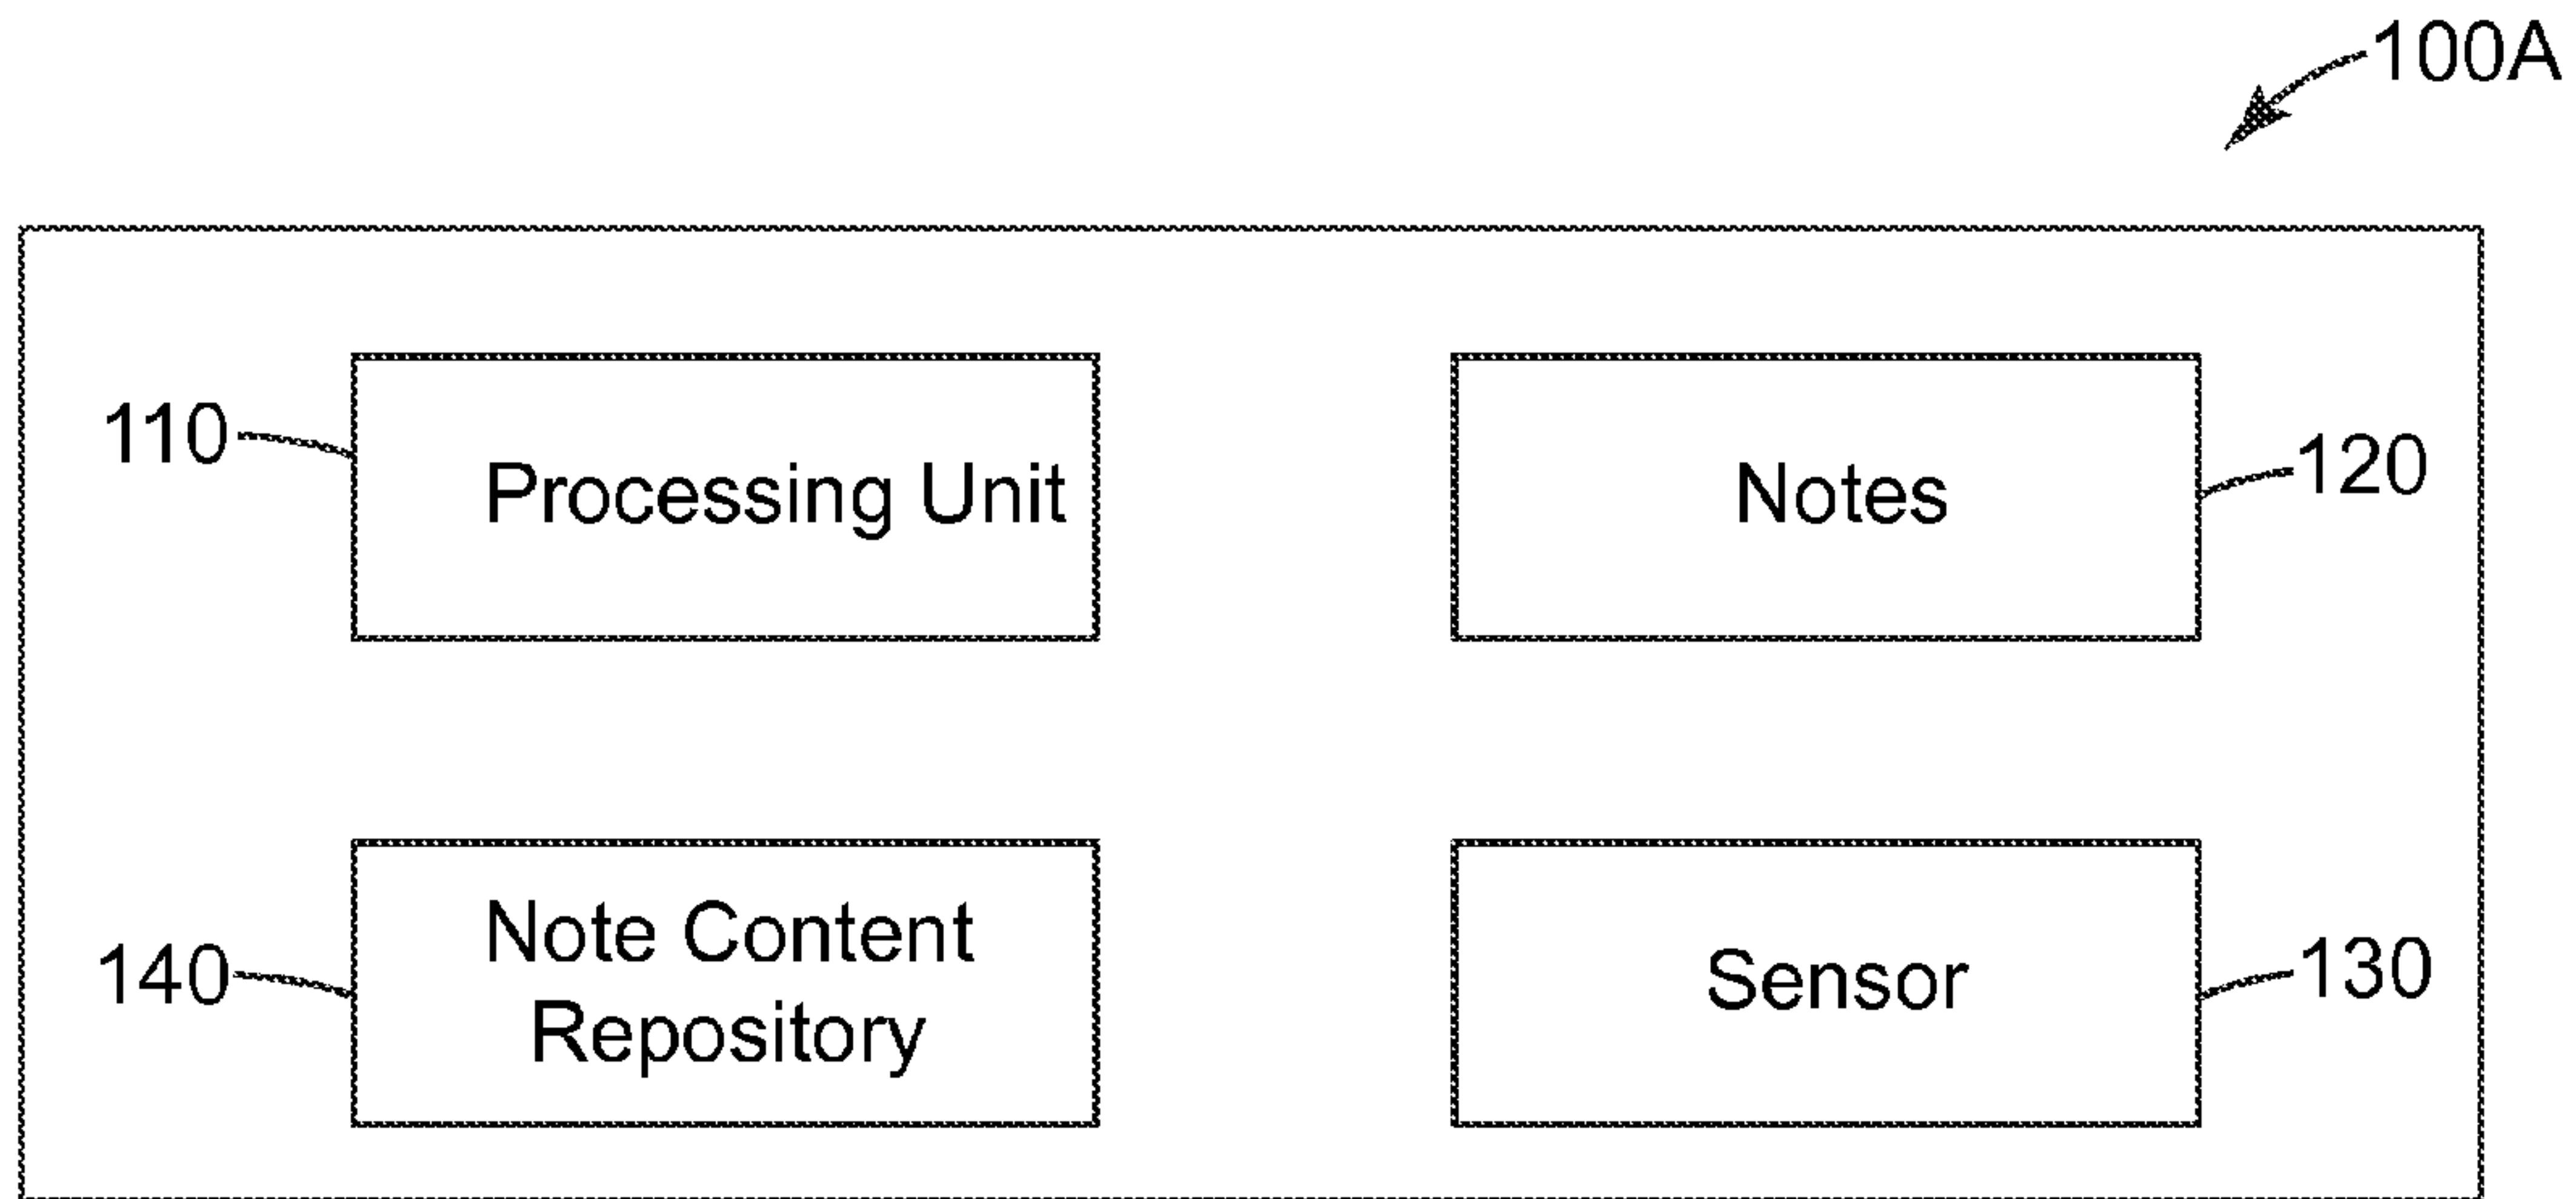 100A
110
Processing Unit
Notes
120
140
Note Content
Repository
Sensor
130